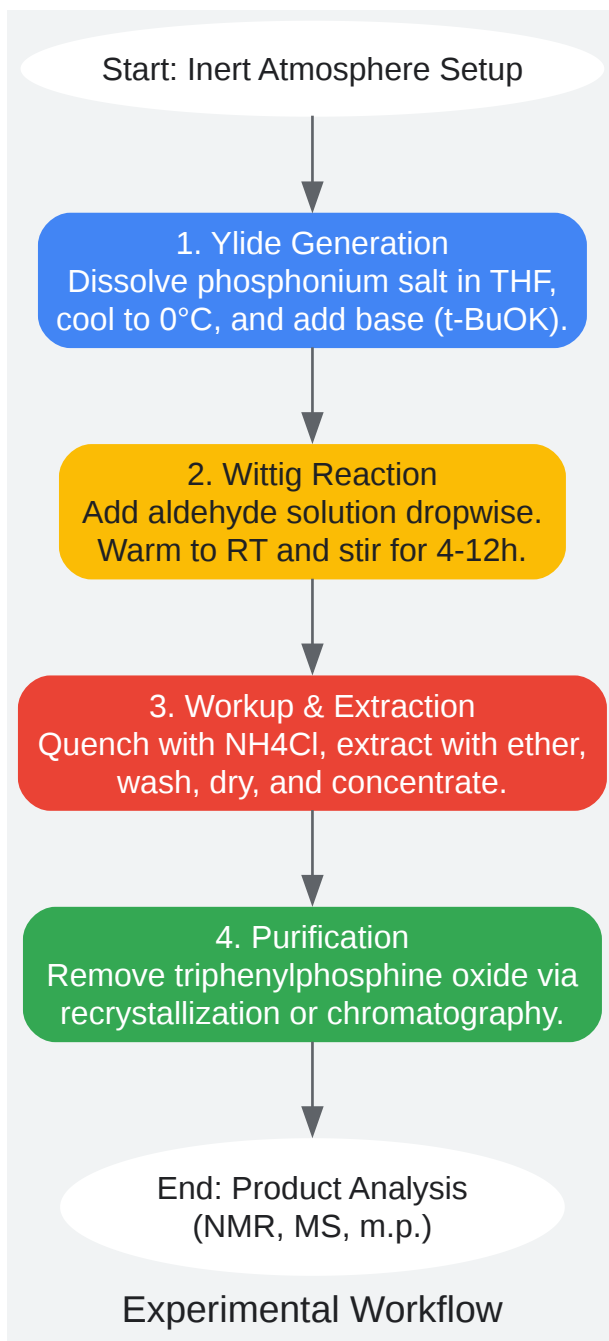 Start: Inert Atmosphere Setup
1. Ylide Generation
Dissolve phosphonium salt in THF,
cool to 0°C, and add base (t-BuOK).
2. Wittig Reaction
Add aldehyde solution dropwise.
Warm to RT and stir for 4-12h.
3. Workup & Extraction
Quench with NH4Cl, extract with ether,
wash, dry, and concentrate.
4. Purification
Remove triphenylphosphine oxide via
recrystallization or chromatography.
End: Product Analysis
(NMR, MS, m.p.)
Experimental Workflow